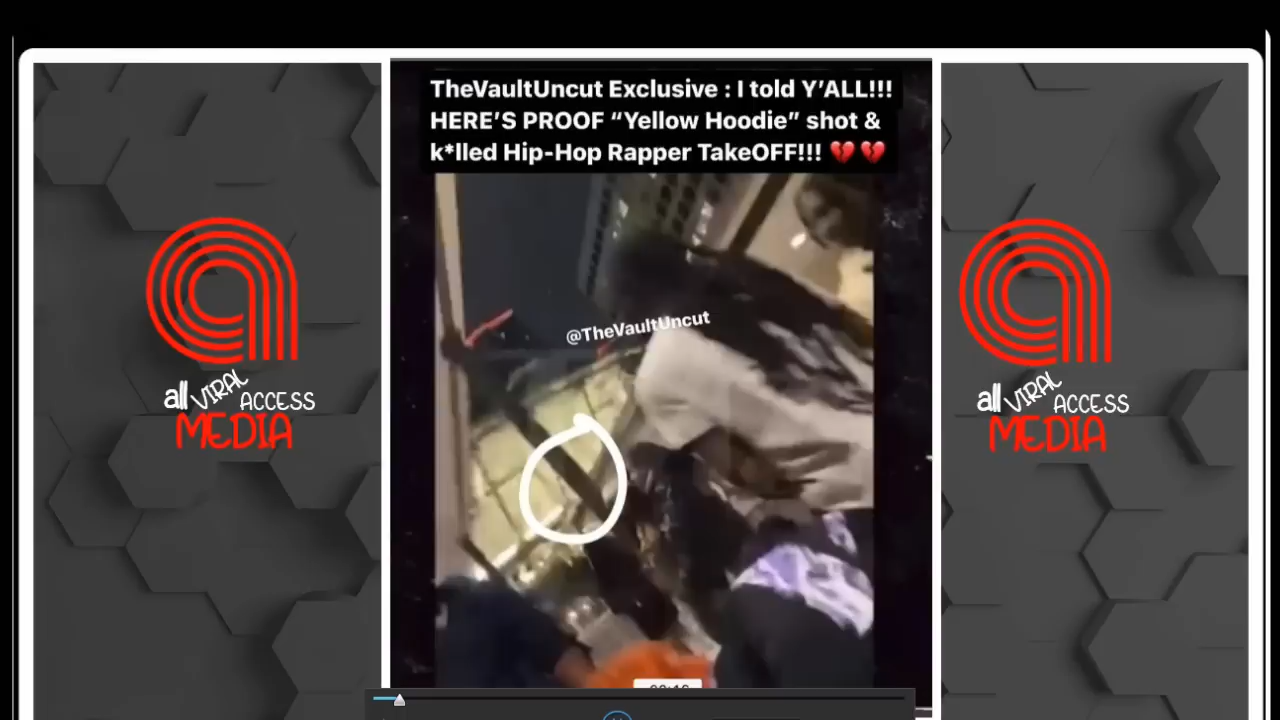 TheVaultUncut Exclusive : I told Y’ALL!!!
HERE’S PROOF “Yellow Hoodie” shot &
k*lled Hip-Hop Rapper TakeOFF!!! 💔 💔
@TheVaultUncut
all VIRAL ACCESS
MEDIA
all VIRAL ACCESS
MEDIA